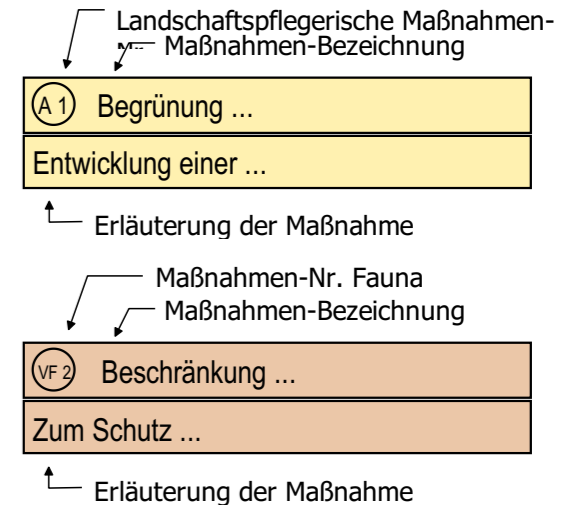 Landschaftspflegerische Maßnahmen-
Maßnahmen-Bezeichnung
A 1 Begrünung ...
Entwicklung einer ...
Erläuterung der Maßnahme
Maßnahmen-Nr. Fauna
Maßnahmen-Bezeichnung
VF 2 Beschränkung ...
Zum Schutz ...
Erläuterung der Maßnahme